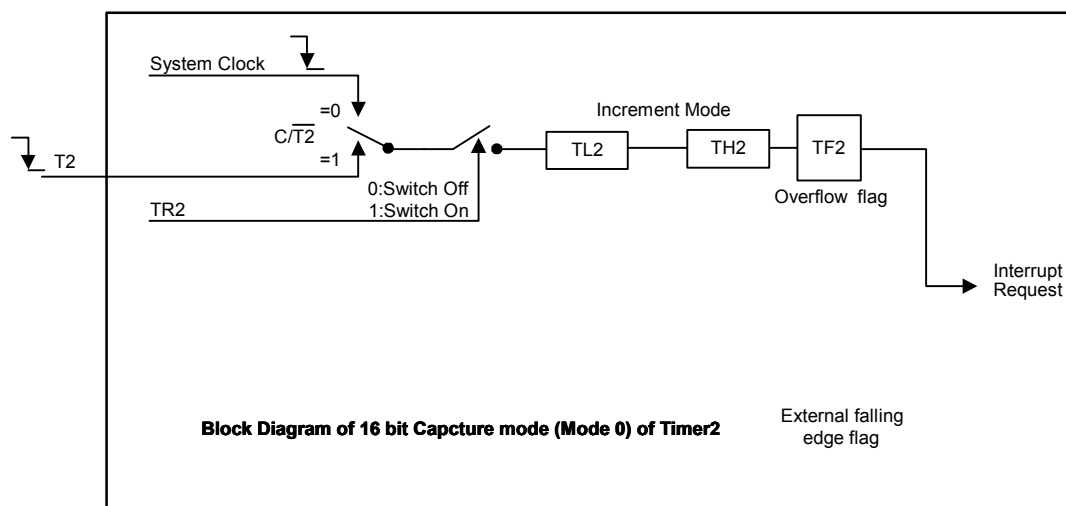 System Clock
=0
Increment Mode
C/T2
TL2
TH2
TF2
T2
=1
0:Switch Off
1:Switch On
Overflow flag
TR2
Interrupt
Request
Block Diagram of 16 bit Capcture mode (Mode 0) of Timer2
External falling
edge flag